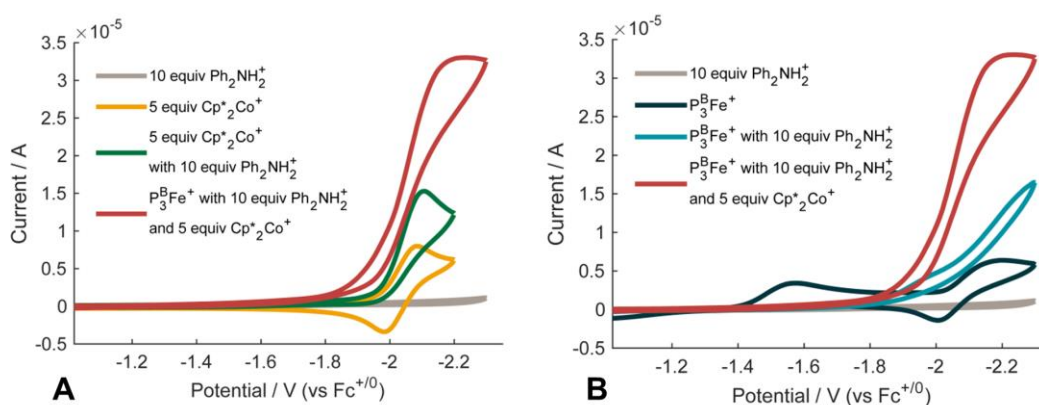 ×10⁻⁵
3.5
3
2.5
2
1.5
1
0.5
0
-0.5
Current / A
10 equiv Ph₂NH₂⁺
5 equiv Cp*₂Co⁺
5 equiv Cp*₂Co⁺
with 10 equiv Ph₂NH₂⁺
P₃ᴮFe⁺ with 10 equiv Ph₂NH₂⁺
and 5 equiv Cp*₂Co⁺
-1.2 -1.4 -1.6 -1.8 -2 -2.2
A
Potential / V (vs Fc⁺ᐟ⁰)
×10⁻⁵
3.5
3
2.5
2
1.5
1
0.5
0
-0.5
Current / A
10 equiv Ph₂NH₂⁺
P₃ᴮFe⁺
P₃ᴮFe⁺ with 10 equiv Ph₂NH₂⁺
P₃ᴮFe⁺ with 10 equiv Ph₂NH₂⁺
and 5 equiv Cp*₂Co⁺
-1.2 -1.4 -1.6 -1.8 -2 -2.2
B
Potential / V (vs Fc⁺ᐟ⁰)